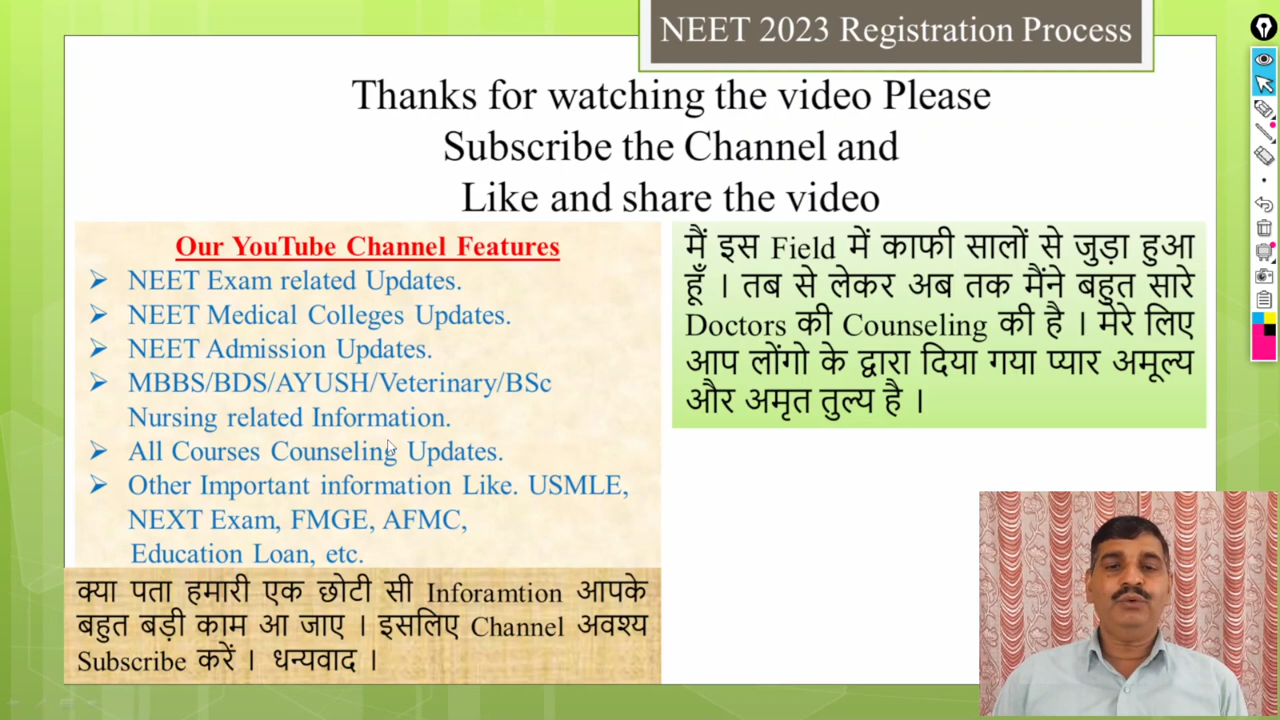 NEET 2023 Registration Process
Thanks for watching the video Please
Subscribe the Channel and
Like and share the video
Our YouTube Channel Features
➢ NEET Exam related Updates.
➢ NEET Medical Colleges Updates.
➢ NEET Admission Updates.
➢ MBBS/BDS/AYUSH/Veterinary/BSc
Nursing related Information.
➢ All Courses Counseling Updates.
➢ Other Important information Like. USMLE,
NEXT Exam, FMGE, AFMC,
Education Loan, etc.
क्या पता हमारी एक छोटी सी Inforamtion आपके
बहुत बड़ी काम आ जाए । इसलिए Channel अवश्य
Subscribe करें । धन्यवाद ।
मैं इस Field में काफी सालों से जुड़ा हुआ
हूँ । तब से लेकर अब तक मैंने बहुत सारे
Doctors की Counseling की है । मेरे लिए
आप लोंगो के द्वारा दिया गया प्यार अमूल्य
और अमृत तुल्य है ।